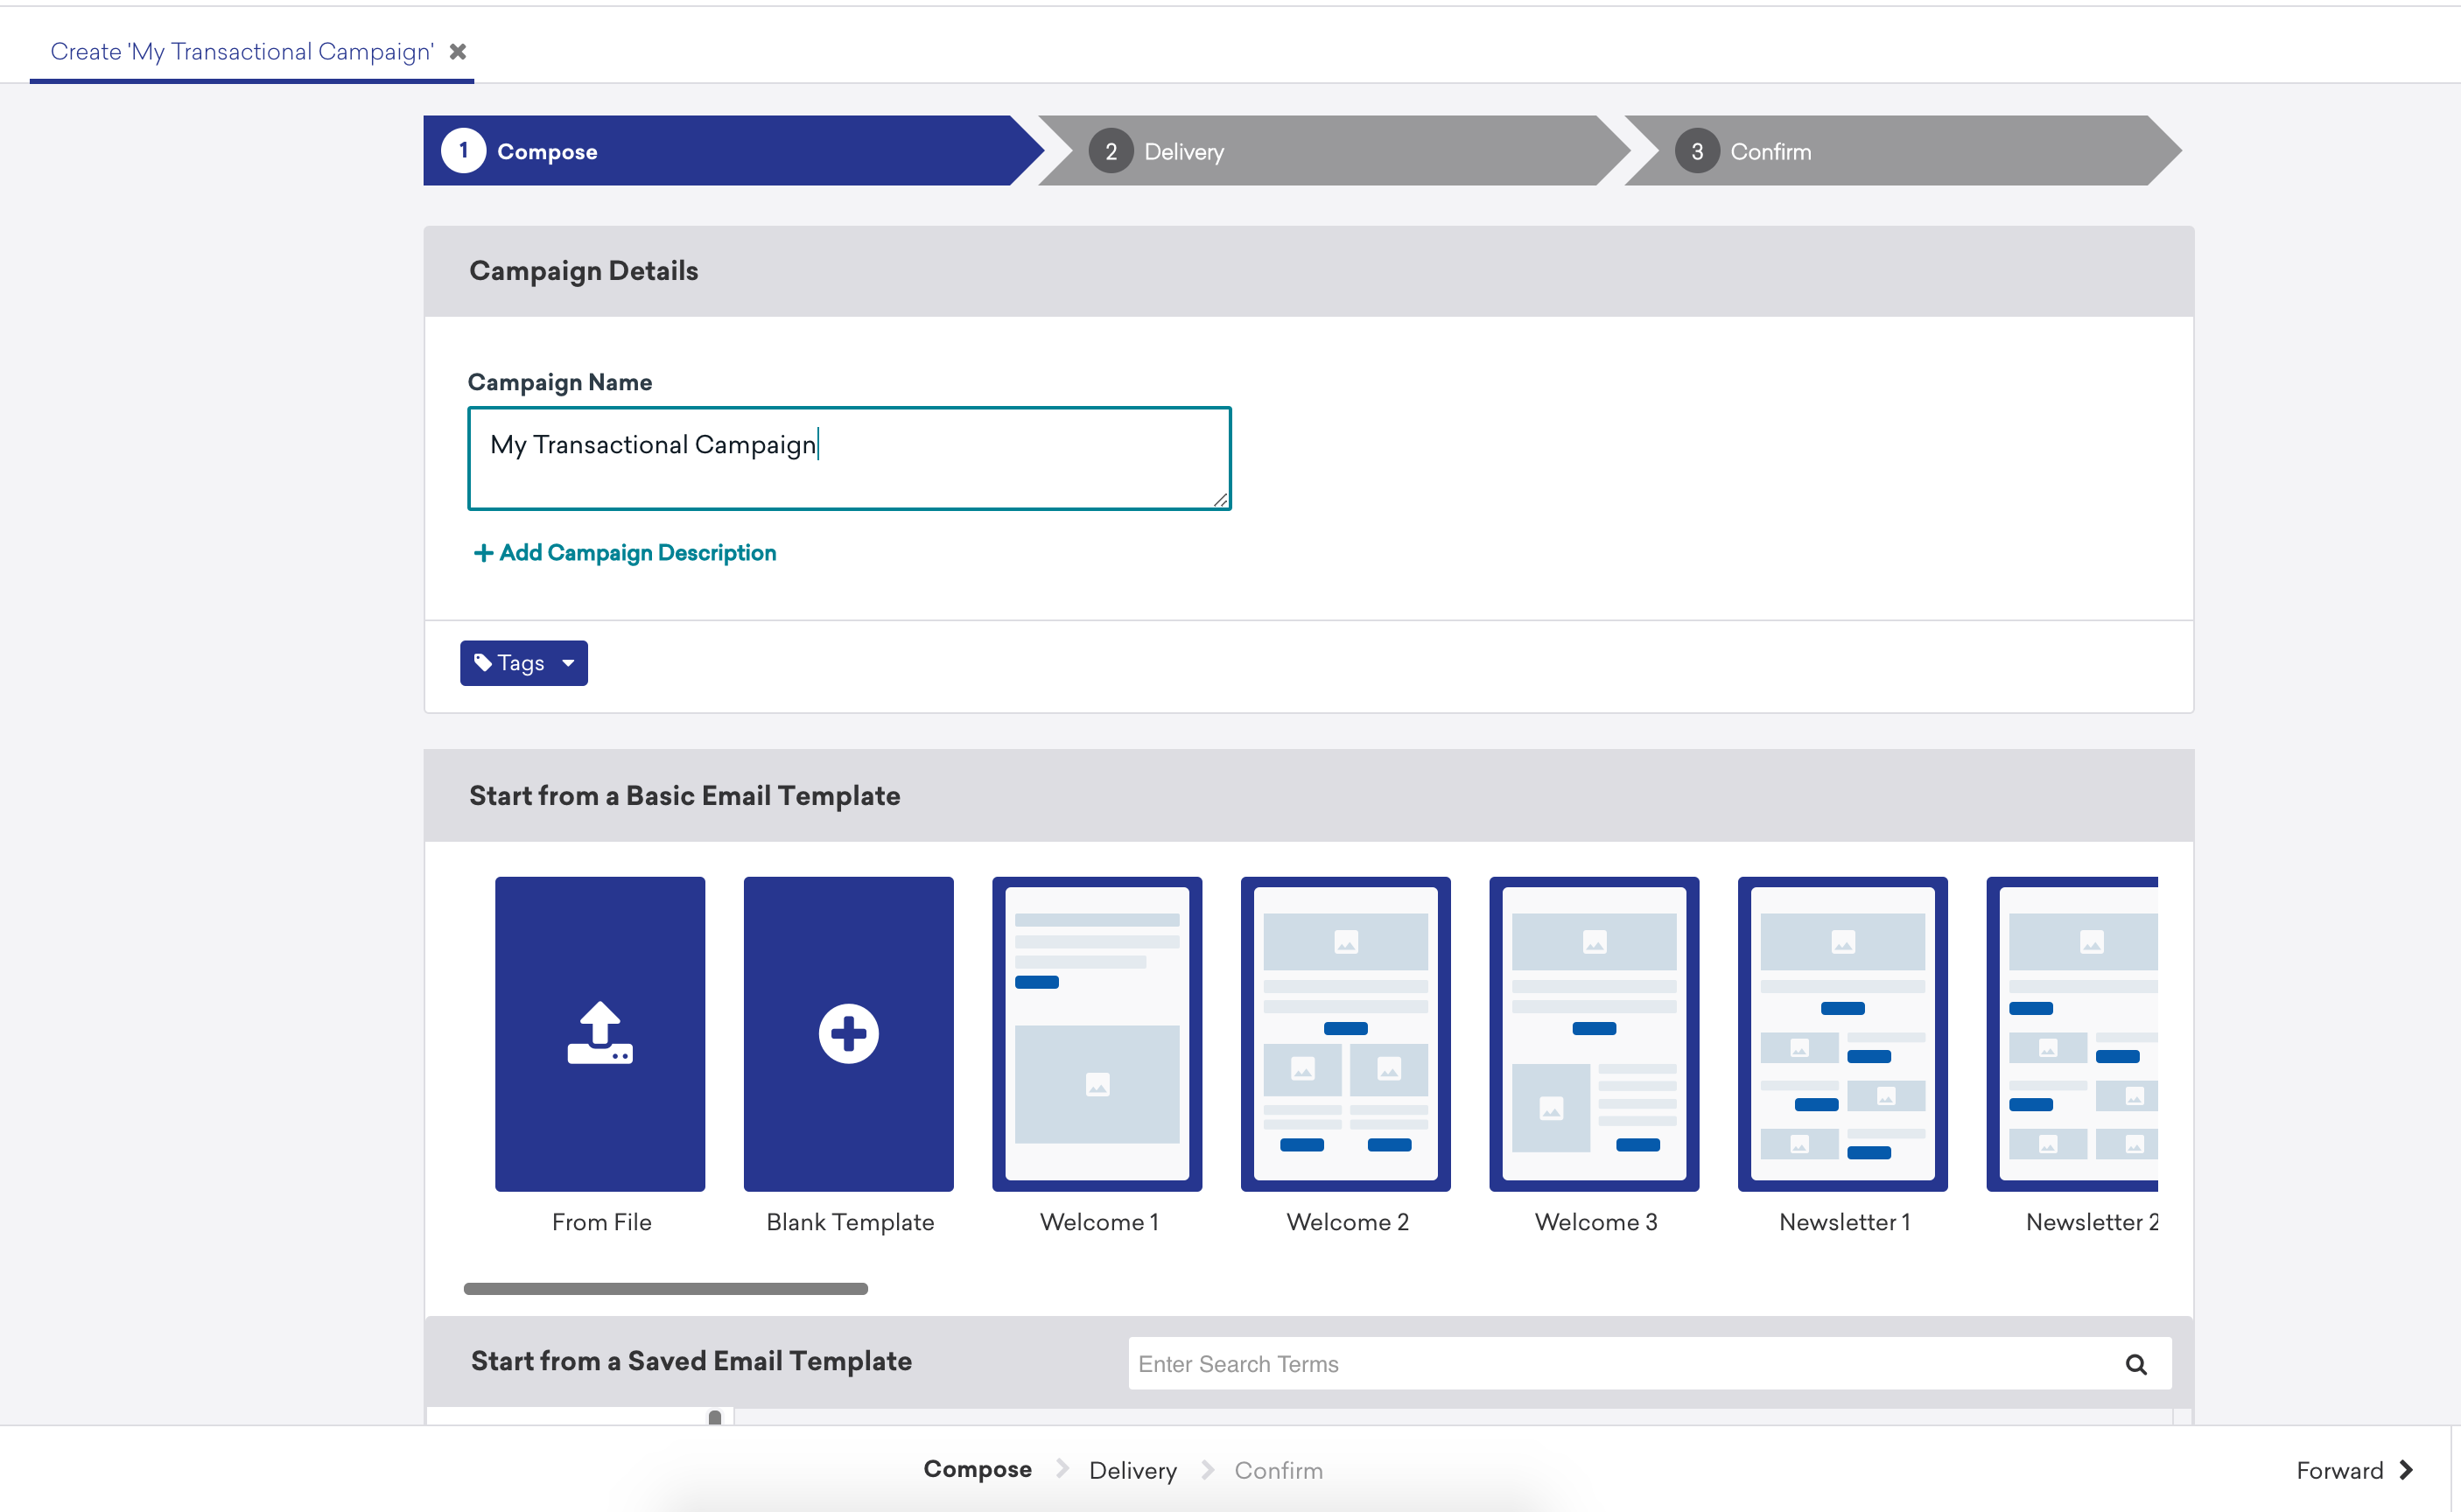 Create 'My Transactional Campaign'
1 Compose
2 Delivery
3 Confirm
Campaign Details
Campaign Name
My Transactional Campaign
Add Campaign Description
Tags
Start from a Basic Email Template
From File
Blank Template
Welcome 1
Welcome 2
Welcome 3
Newsletter 1
Newsletter 2
Start from a Saved Email Template
Enter Search Terms
Compose
Delivery
Confirm
Forward